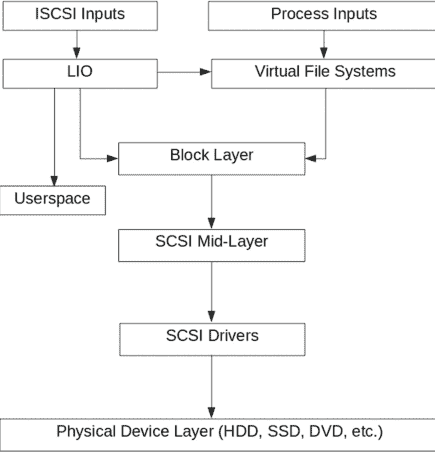 ISCSI Inputs
Process Inputs
LIO
Virtual File Systems
Block Layer
Userspace
SCSI Mid-Layer
SCSI Drivers
Physical Device Layer (HDD, SSD, DVD, etc.)